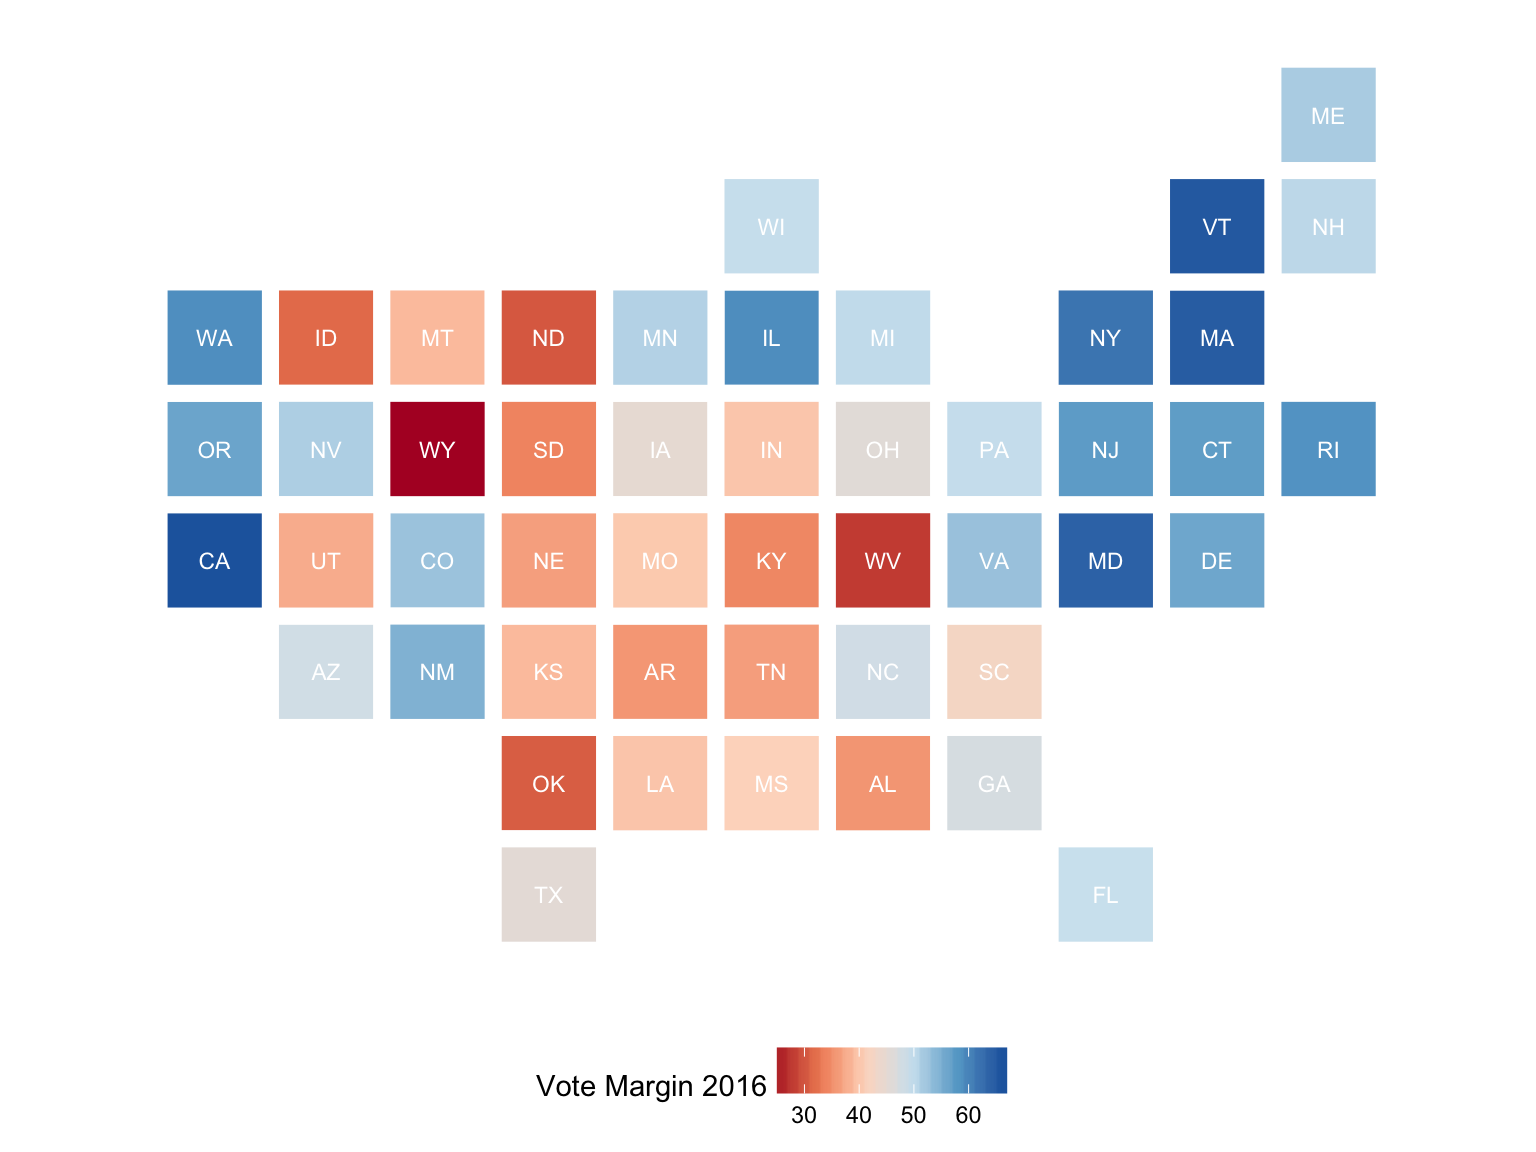 ME
WI VT NH
WA ID MT ND MN IL MI NY MA
OR NV WY SD IA IN OH PA NJ CT RI
CA UT CO NE MO KY WV VA MD DE
AZ NM KS AR TN NC SC
OK LA MS AL GA
TX FL
Vote Margin 2016
30 40 50 60